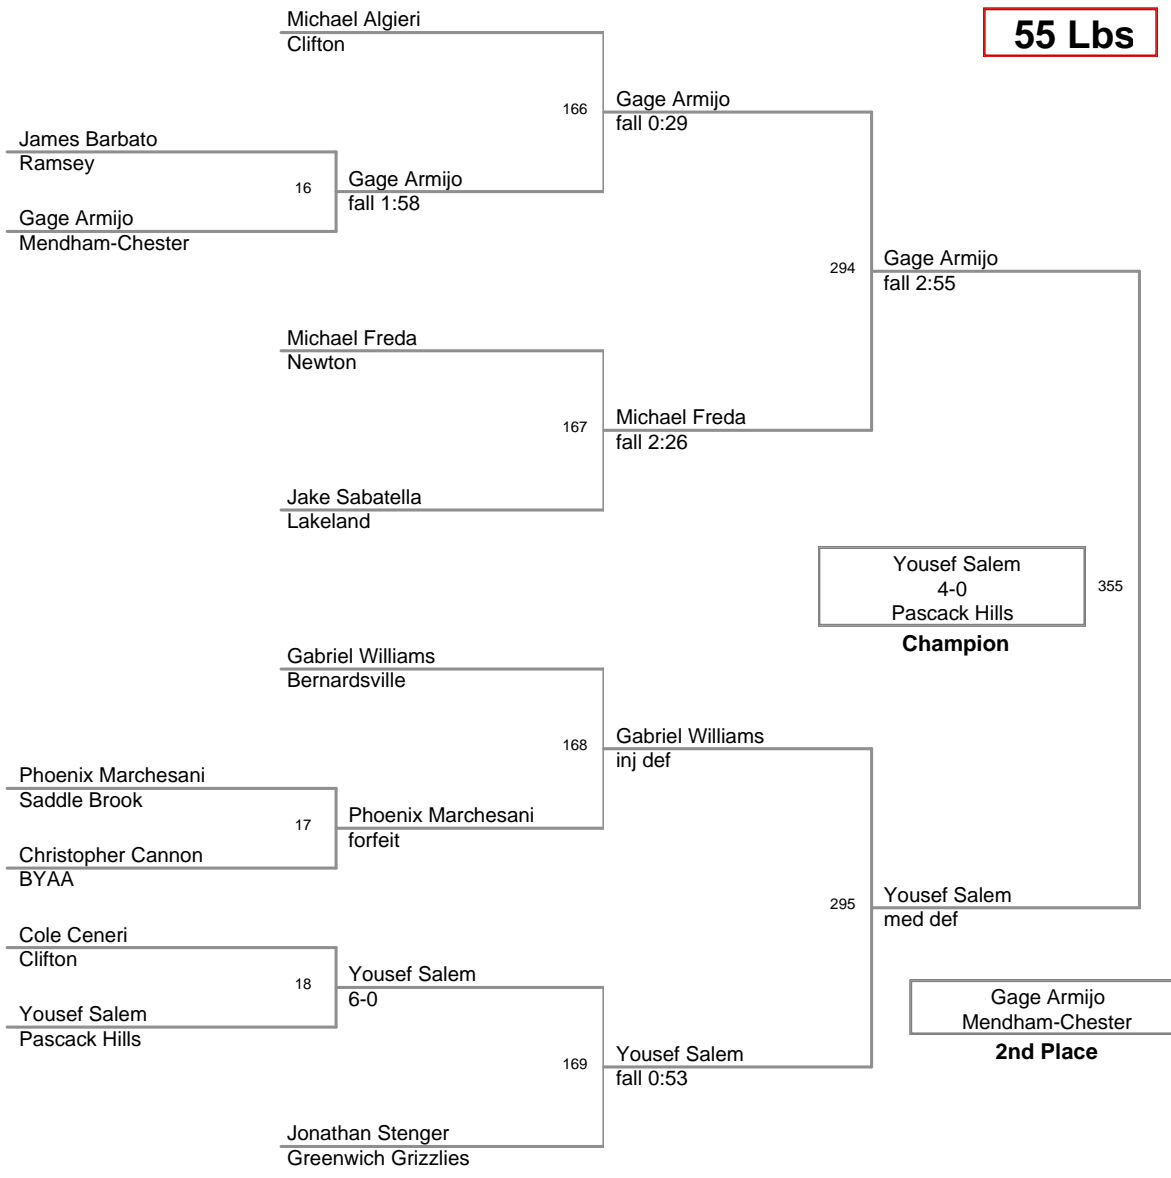 Michael Algieri
Clifton
55 Lbs
166
Gage Armijo
fall 0:29
James Barbato
Ramsey
16
Gage Armijo
fall 1:58
Gage Armijo
Mendham-Chester
294
Gage Armijo
fall 2:55
Michael Freda
Newton
167
Michael Freda
fall 2:26
Jake Sabatella
Lakeland
Yousef Salem
4-0
Pascack Hills
355
Champion
Gabriel Williams
Bernardsville
168
Gabriel Williams
inj def
Phoenix Marchesani
Saddle Brook
17
Phoenix Marchesani
forfeit
Christopher Cannon
BYAA
295
Yousef Salem
med def
Cole Ceneri
Clifton
18
Yousef Salem
6-0
Yousef Salem
Pascack Hills
Gage Armijo
Mendham-Chester
2nd Place
169
Yousef Salem
fall 0:53
Jonathan Stenger
Greenwich Grizzlies